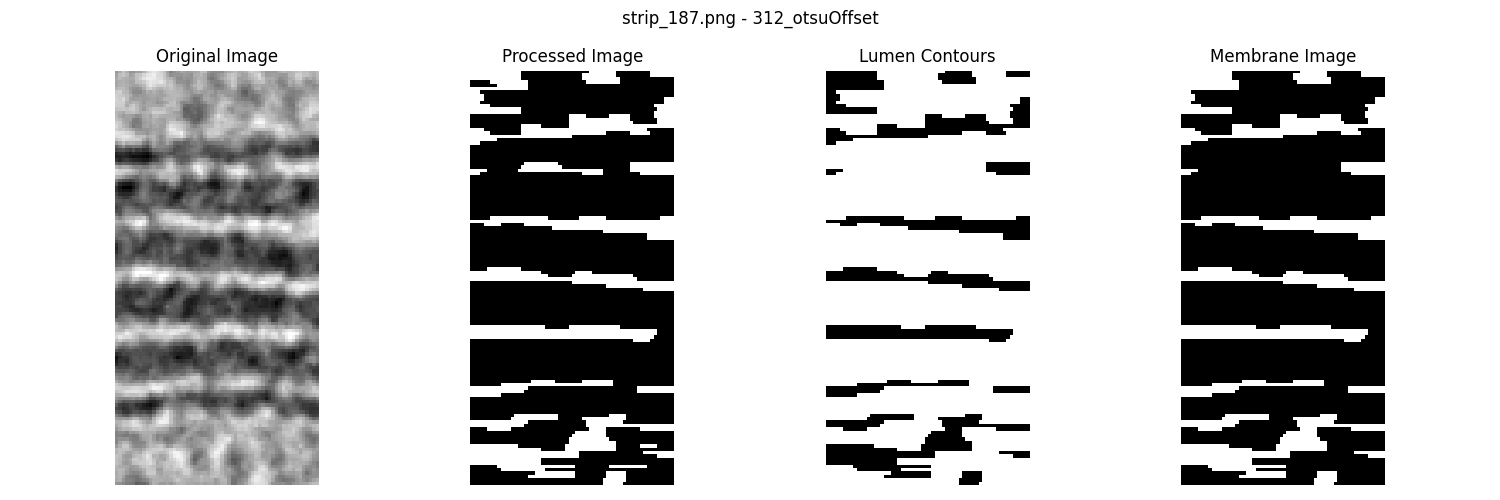 strip_187.png - 312_otsuOffset
Original Image
Processed Image
Lumen Contours
Membrane Image